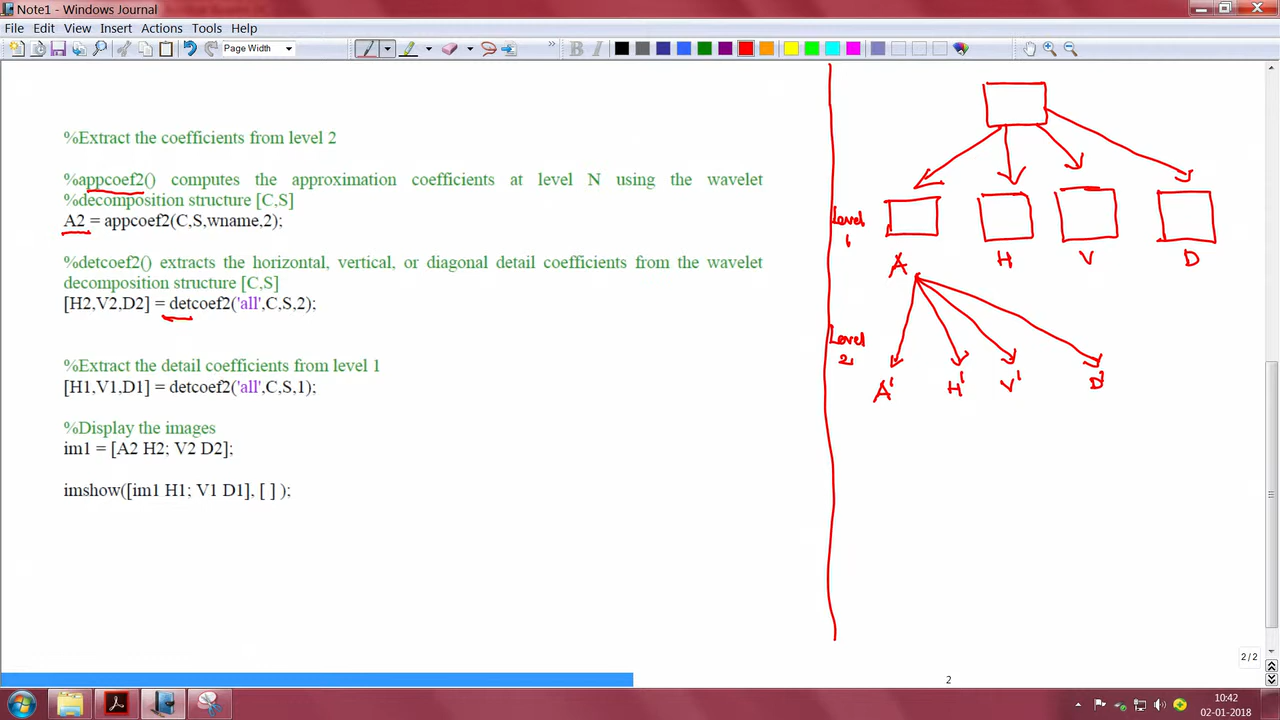 Note1 - Windows Journal
File Edit View Insert Actions Tools Help
Page Width
%Extract the coefficients from level 2
%appcoef2() computes the approximation coefficients at level N using the wavelet
%decomposition structure [C,S]
A2 = appcoef2(C,S,wname,2);
%detcoef2() extracts the horizontal, vertical, or diagonal detail coefficients from the wavelet
decomposition structure [C,S]
[H2,V2,D2] = detcoef2('all',C,S,2);
%Extract the detail coefficients from level 1
[H1,V1,D1] = detcoef2('all',C,S,1);
%Display the images
im1 = [A2 H2; V2 D2];
imshow([im1 H1; V1 D1], [ ] );
Level
1
A H V D
Level
2
A' H' V' D'
2/2
2
10:42
02-01-2018